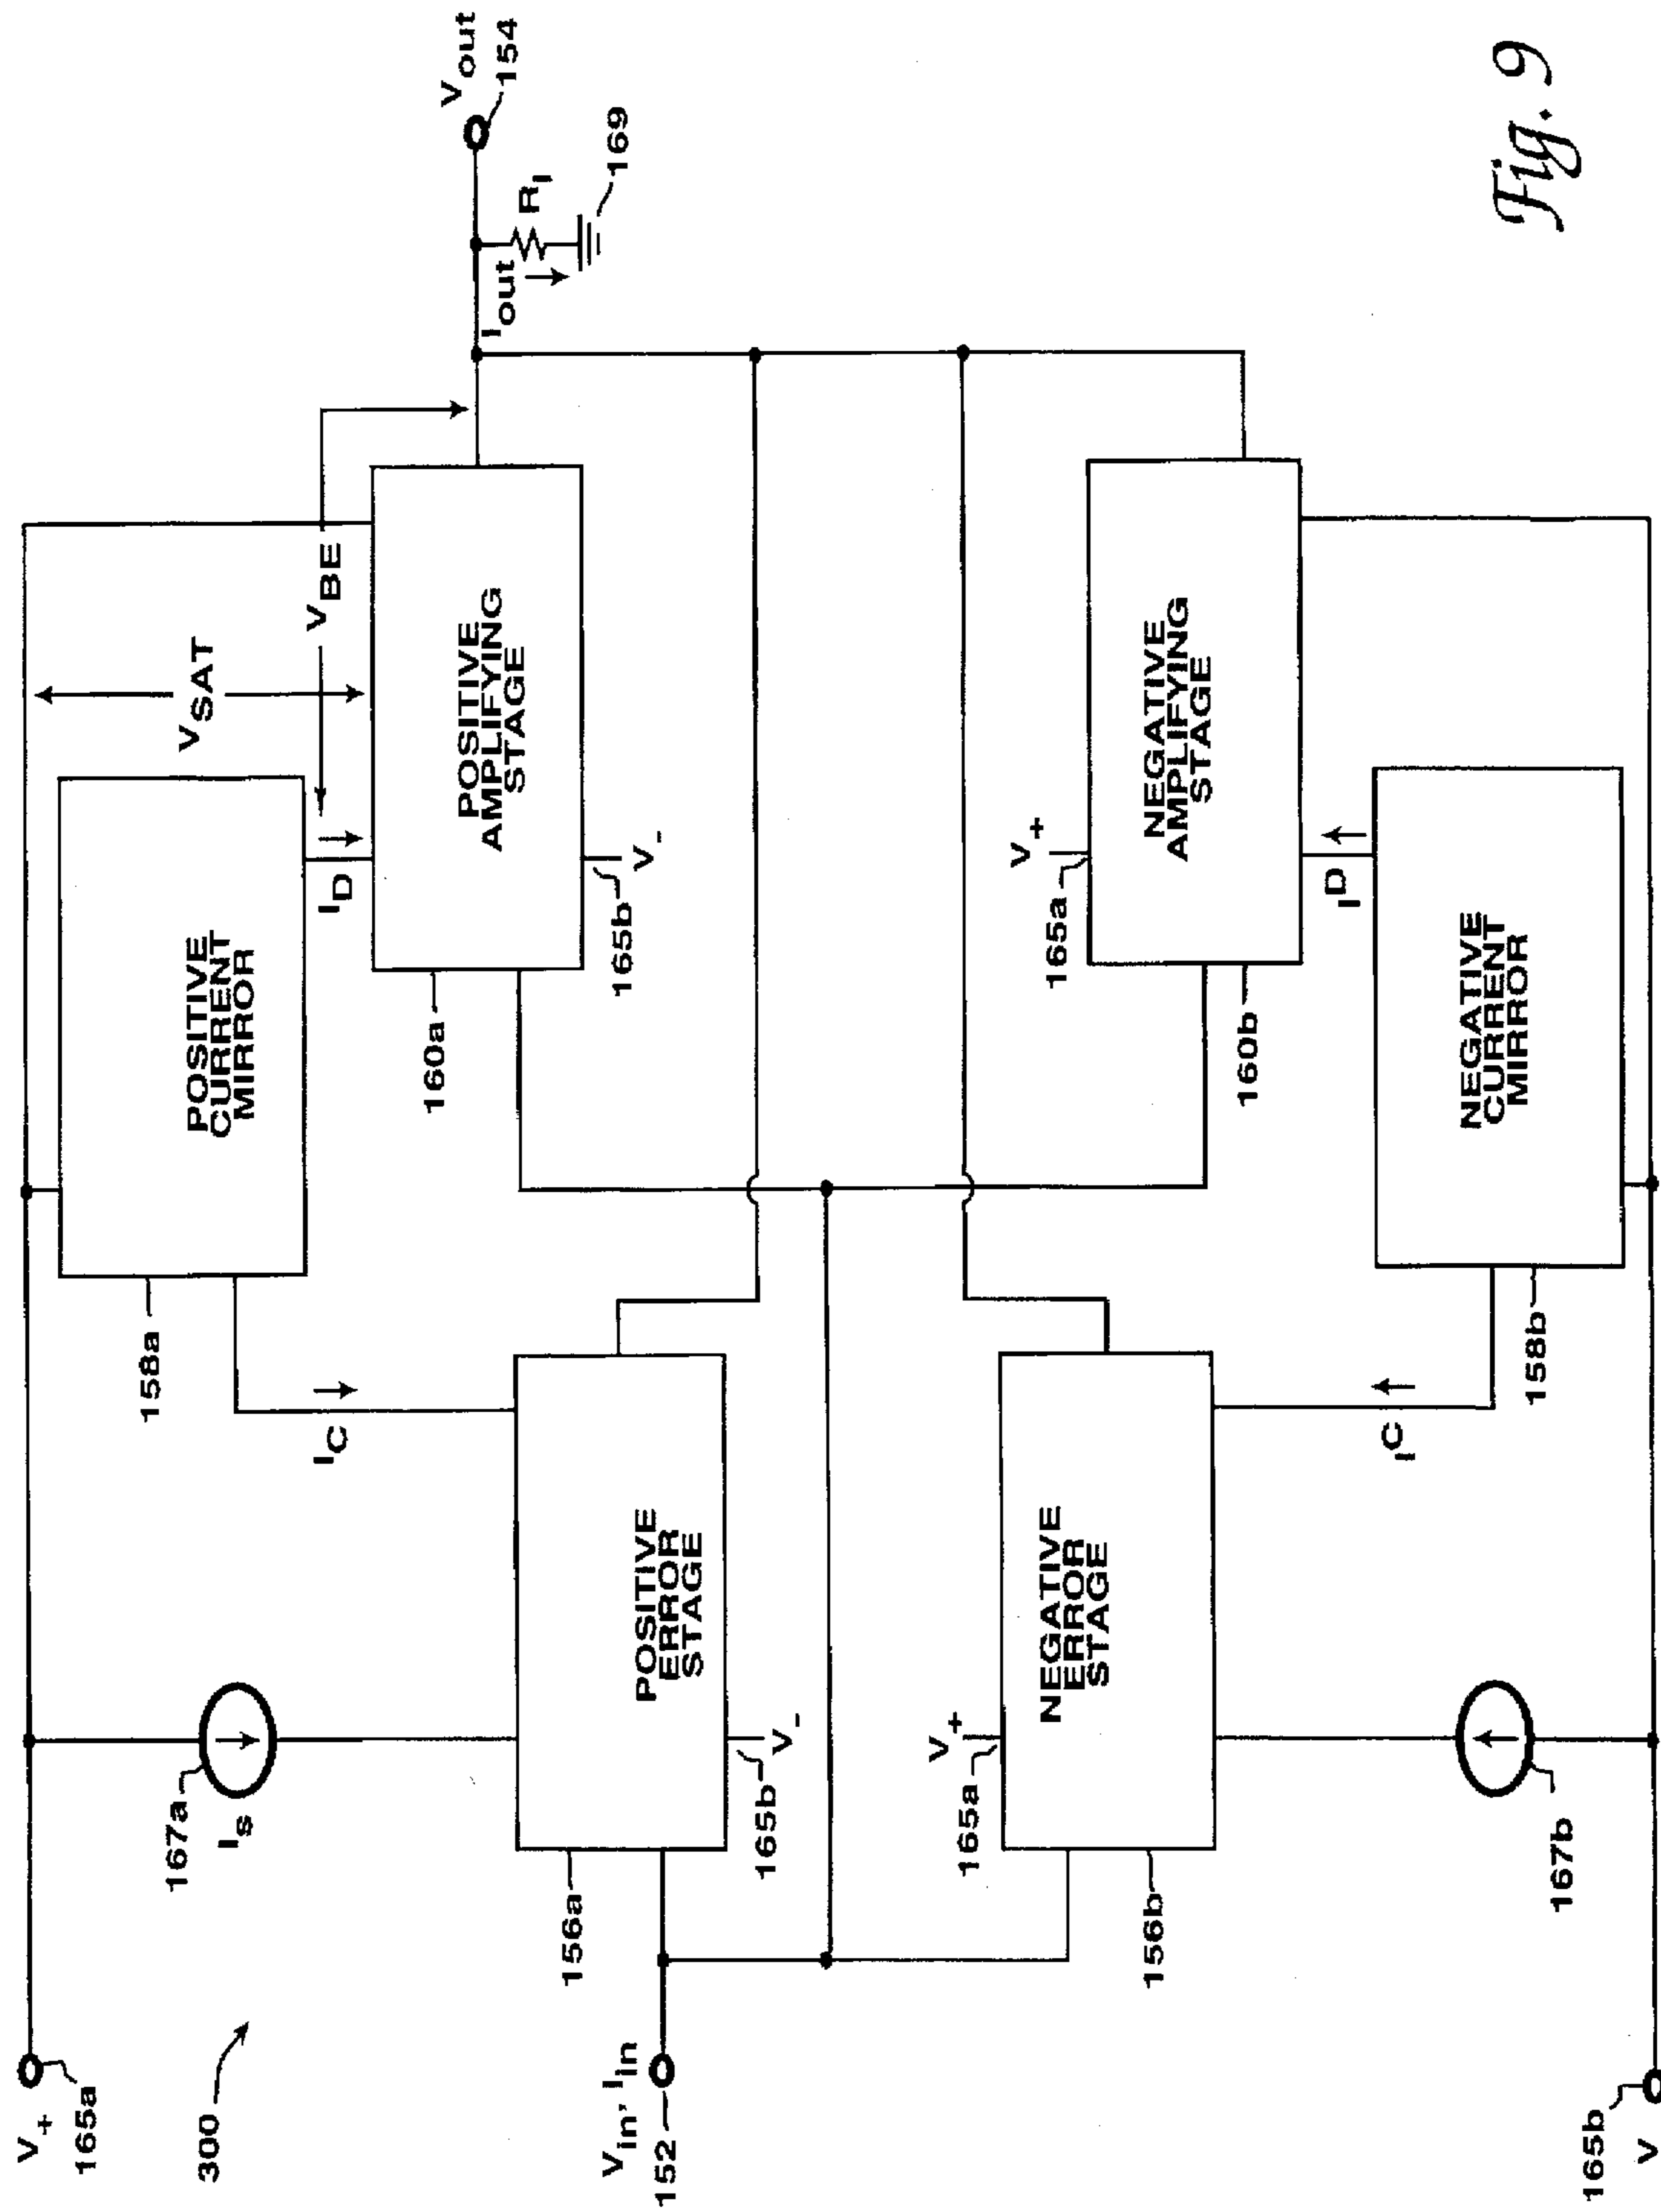 V+
165a
300
167a
Is
158a
POSITIVE
CURRENT
MIRROR
VSAT
VBE
ID
IC
160a
POSITIVE
AMPLIFYING
STAGE
165b
V-
Vout
154
Iout
RI
169
Vin, Iin
152
156a
POSITIVE
ERROR
STAGE
165b
V-
V+
165a
156b
NEGATIVE
ERROR
STAGE
V+
165a
160b
NEGATIVE
AMPLIFYING
STAGE
IC
ID
158b
NEGATIVE
CURRENT
MIRROR
167b
165b
V
Fig. 9